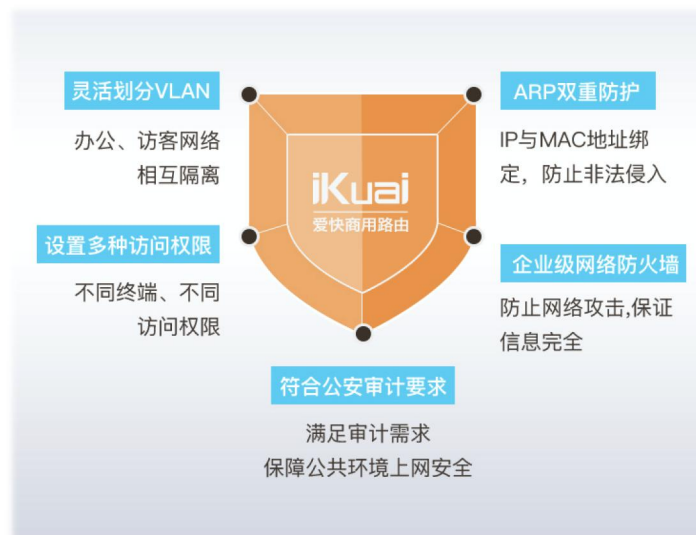 灵活划分VLAN
办公、访客网络
相互隔离
ARP双重防护
IP与MAC地址绑
定，防止非法侵入
iKuai
爱快商用路由
设置多种访问权限
不同终端、不同
访问权限
企业级网络防火墙
防止网络攻击,保证
信息完全
符合公安审计要求
满足审计需求
保障公共环境上网安全